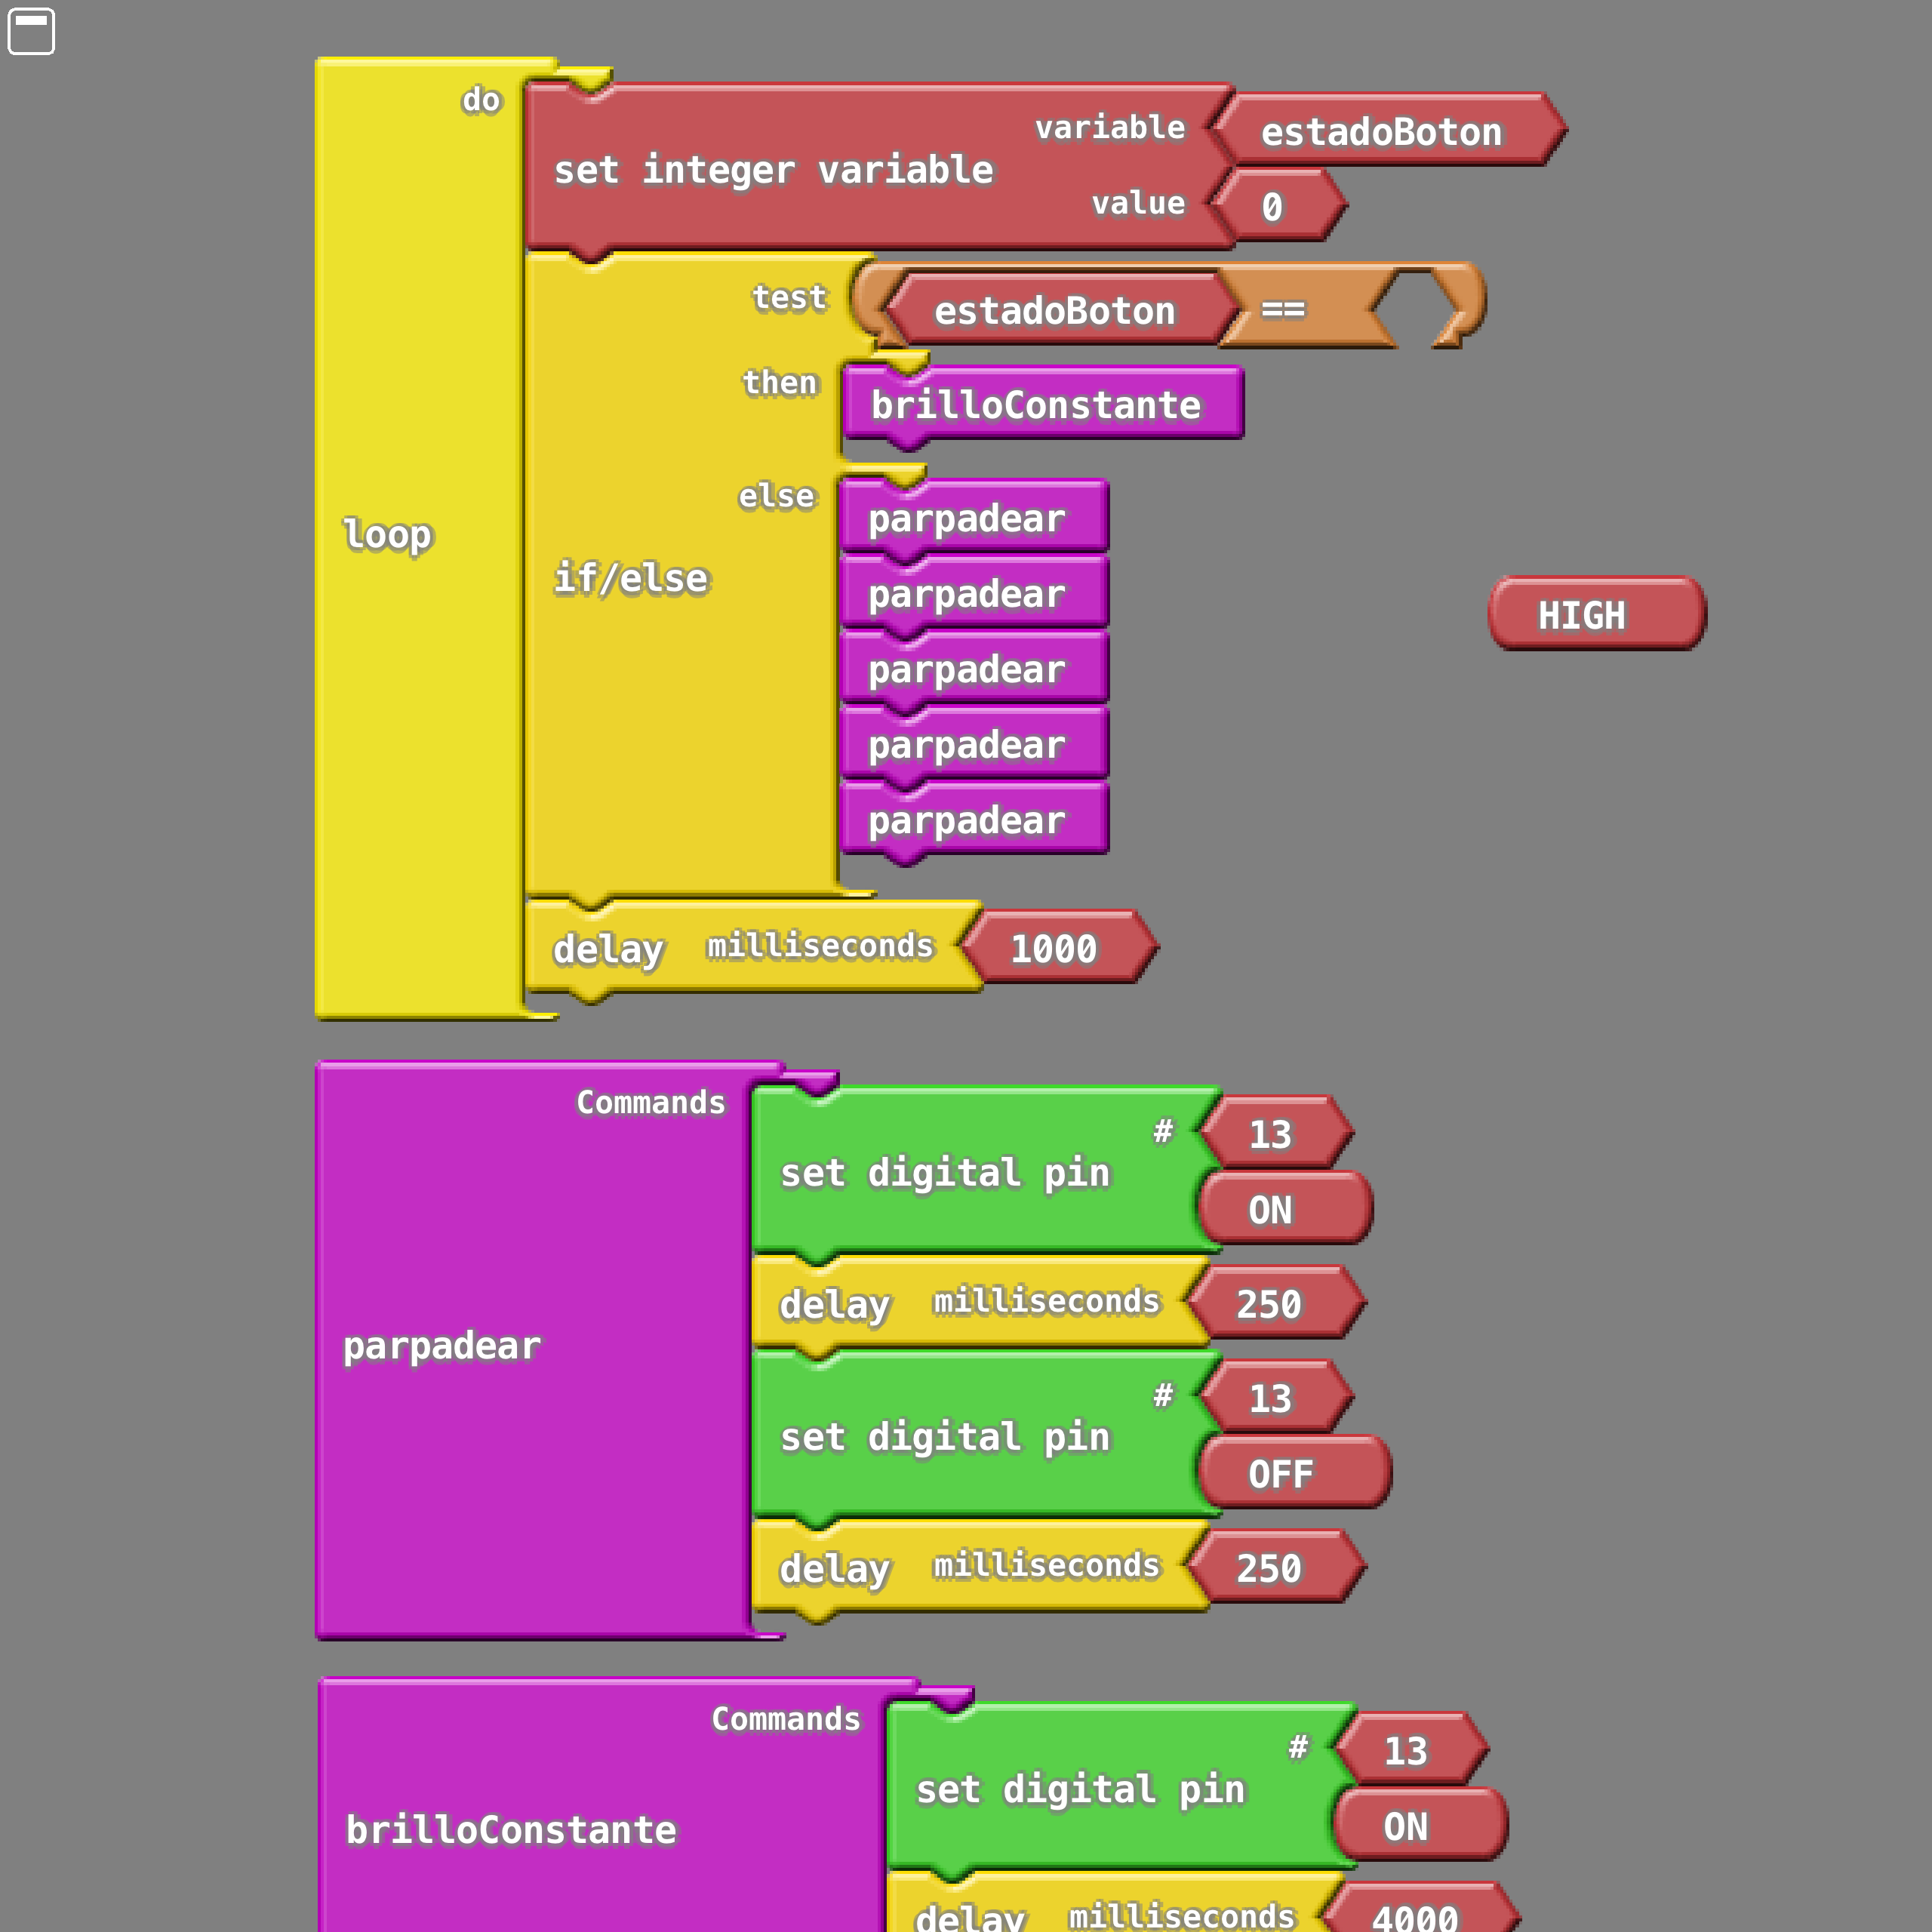 do
variable estadoBoton
set integer variable
value 0
test estadoBoton ==
then brilloConstante
else parpadear
loop
if/else
parpadear
HIGH
parpadear
parpadear
parpadear
delay milliseconds 1000
Commands
# 13
set digital pin
ON
delay milliseconds 250
parpadear
# 13
set digital pin
OFF
delay milliseconds 250
Commands
# 13
set digital pin
ON
brilloConstante
delay milliseconds 4000